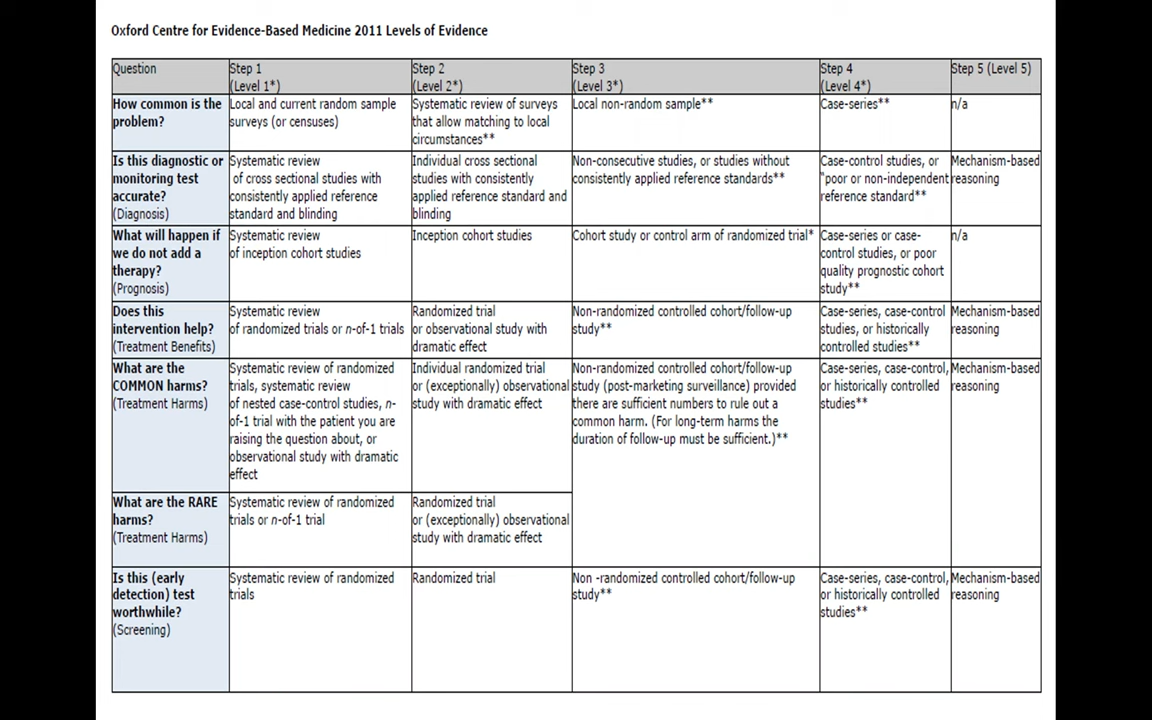 Oxford Centre for Evidence-Based Medicine 2011 Levels of Evidence
Question
Step 1
(Level 1*)
Step 2
(Level 2*)
Step 3
(Level 3*)
Step 4
(Level 4*)
Step 5 (Level 5)
How common is the
problem?
Local and current random sample
surveys (or censuses)
Systematic review of surveys
that allow matching to local
circumstances**
Local non-random sample**
Case-series**
n/a
Is this diagnostic or
monitoring test
accurate?
(Diagnosis)
Systematic review
of cross sectional studies with
consistently applied reference
standard and blinding
Individual cross sectional
studies with consistently
applied reference standard and
blinding
Non-consecutive studies, or studies without
consistently applied reference standards**
Case-control studies, or
"poor or non-independent
reference standard**
Mechanism-based
reasoning
What will happen if
we do not add a
therapy?
(Prognosis)
Systematic review
of inception cohort studies
Inception cohort studies
Cohort study or control arm of randomized trial*
Case-series or case-
control studies, or poor
quality prognostic cohort
study**
n/a
Does this
intervention help?
(Treatment Benefits)
Systematic review
of randomized trials or n-of-1 trials
Randomized trial
or observational study with
dramatic effect
Non-randomized controlled cohort/follow-up
study**
Case-series, case-control
studies, or historically
controlled studies**
Mechanism-based
reasoning
What are the
COMMON harms?
(Treatment Harms)
Systematic review of randomized
trials, systematic review
of nested case-control studies, n-
of-1 trial with the patient you are
raising the question about, or
observational study with dramatic
effect
Individual randomized trial
or (exceptionally) observational
study with dramatic effect
Non-randomized controlled cohort/follow-up
study (post-marketing surveillance) provided
there are sufficient numbers to rule out a
common harm. (For long-term harms the
duration of follow-up must be sufficient.)**
Case-series, case-control,
or historically controlled
studies**
Mechanism-based
reasoning
What are the RARE
harms?
(Treatment Harms)
Systematic review of randomized
trials or n-of-1 trial
Randomized trial
or (exceptionally) observational
study with dramatic effect
Is this (early
detection) test
worthwhile?
(Screening)
Systematic review of randomized
trials
Randomized trial
Non -randomized controlled cohort/follow-up
study**
Case-series, case-control,
or historically controlled
studies**
Mechanism-based
reasoning